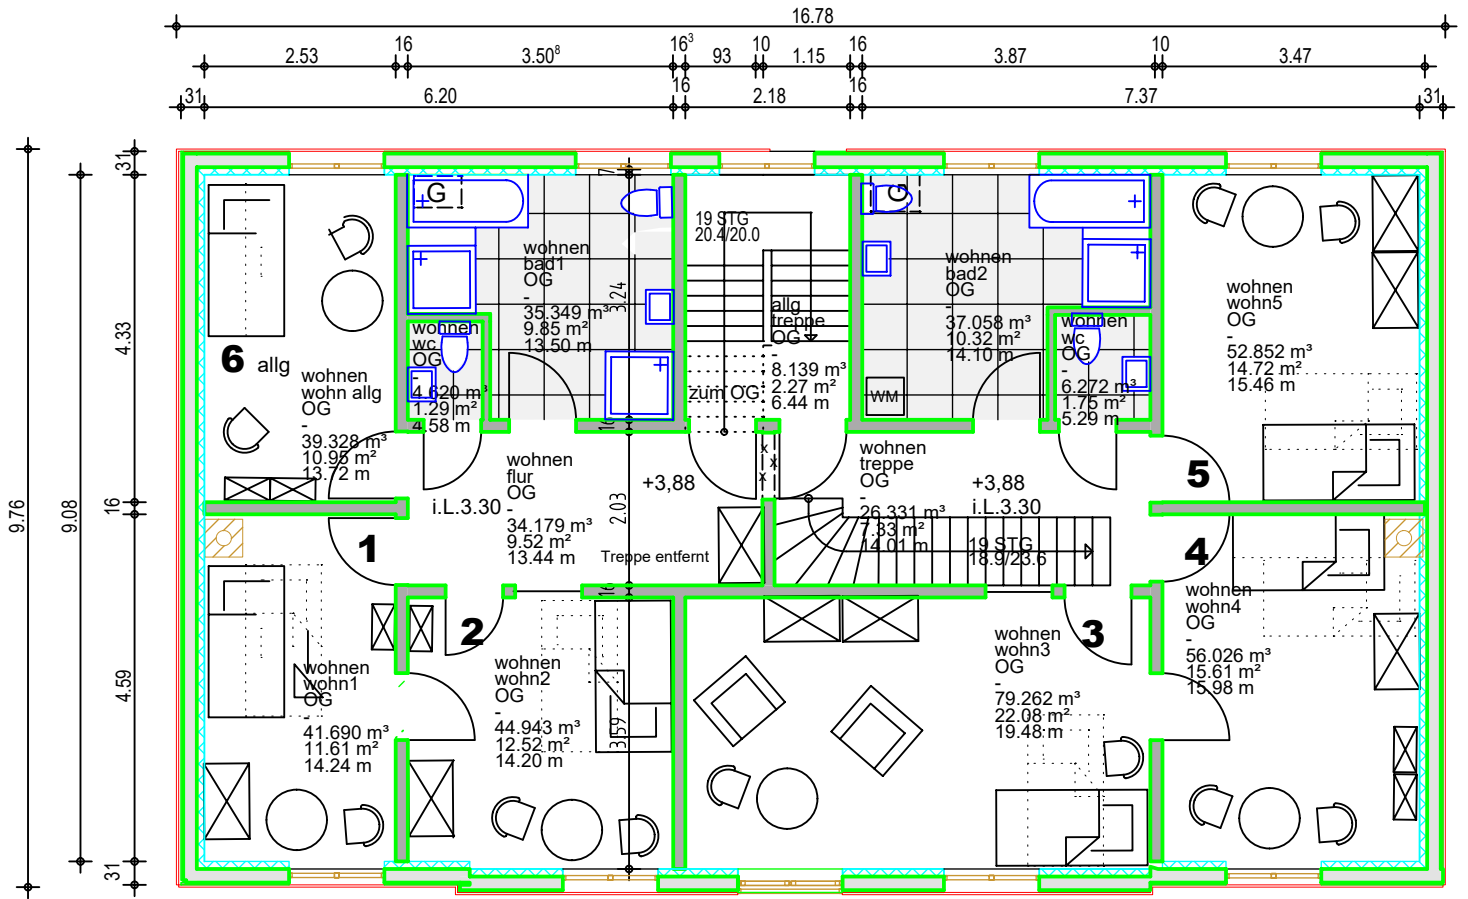 16.78
2.53
16
3.50⁸
16³
93
10
1.15
16
3.87
10
3.47
31
6.20
16
2.18
16
7.37
31
9.76
9.08
31
4.33
16
4.59
31
7
3.24
16
2.03
16
3.59
G
wohnen
bad1
OG
-
35.349 m³
9.85 m²
13.50 m
19 STG
20.4/20.0
allg
treppe
OG
-
8.139 m³
2.27 m²
6.44 m
zum OG
G
wohnen
bad2
OG
-
37.058 m³
10.32 m²
14.10 m
WM
wohnen
wohn5
OG
-
52.852 m³
14.72 m²
15.46 m
5
6 allg
wohnen
wohn allg
OG
-
39.328 m³
10.95 m²
13.72 m
wohnen
wc
OG
-
4.620 m³
1.29 m²
4.58 m
wohnen
wc
OG
-
6.272 m³
1.75 m²
5.29 m
wohnen
flur
OG
-
34.179 m³
9.52 m²
13.44 m
i.L.3.30
+3,88
Treppe entfernt
x
x
x
wohnen
treppe
OG
-
26.331 m³
7.33 m²
14.01 m
+3,88
i.L.3.30
19 STG
18.9/23.6
1
2
3
4
wohnen
wohn1
OG
-
41.690 m³
11.61 m²
14.24 m
wohnen
wohn2
OG
-
44.943 m³
12.52 m²
14.20 m
wohnen
wohn3
OG
-
79.262 m³
22.08 m²
19.48 m
wohnen
wohn4
OG
-
56.026 m³
15.61 m²
15.98 m